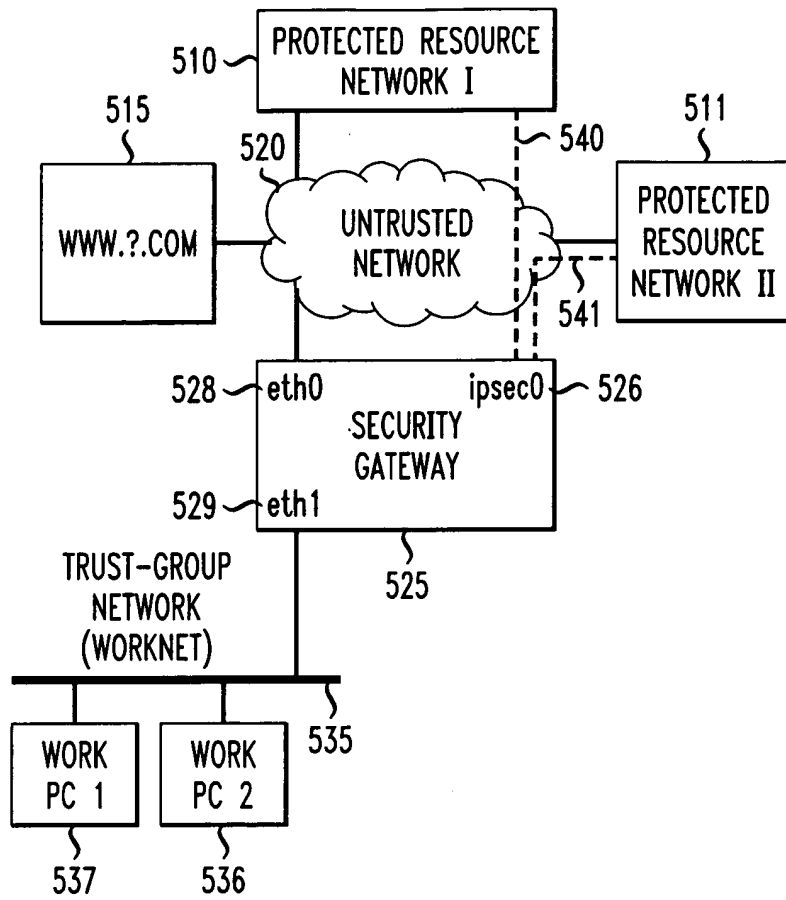 PROTECTED RESOURCE
NETWORK I
510
515
511
520
540
WWW.?.COM
UNTRUSTED
NETWORK
PROTECTED
RESOURCE
NETWORK II
541
528
eth0
ipsec0
526
SECURITY
GATEWAY
529
eth1
525
TRUST-GROUP
NETWORK
(WORKNET)
535
WORK
PC 1
WORK
PC 2
537
536